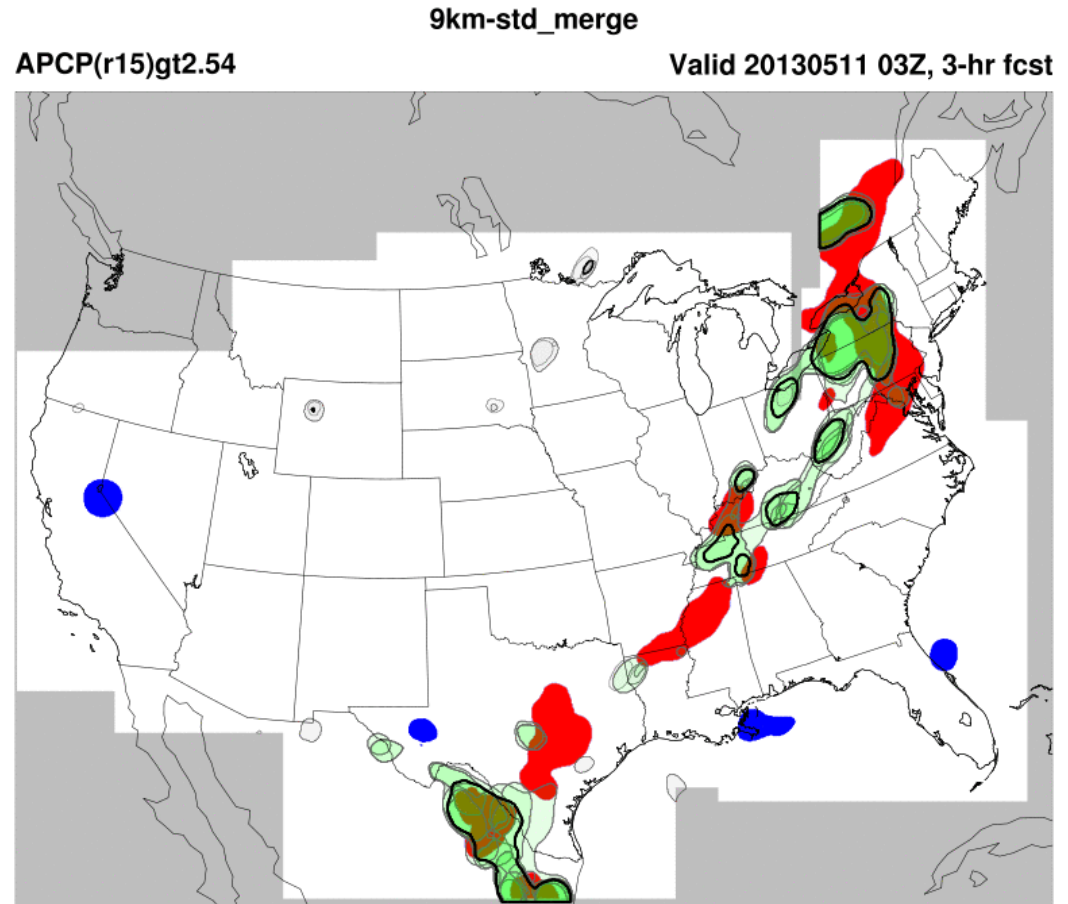 9km-std_merge
APCP(r15)gt2.54
Valid 20130511 03Z, 3-hr fcst